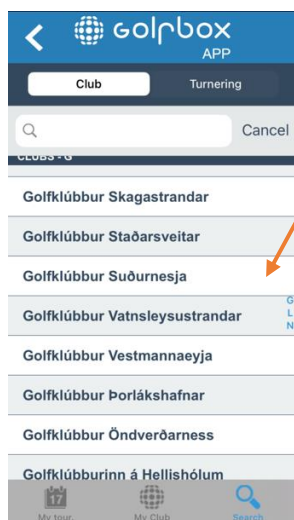 GOLFBOX
APP
Club Turnering
Cancel
CLUBS - G
Golfklúbbur Skagastrandar
Golfklúbbur Staðarsveitar
Golfklúbbur Suðurnesja
G
Golfklúbbur Vatnsleysustrandar L
N
Golfklúbbur Vestmannaeyja
Golfklúbbur Þorlákshafnar
Golfklúbbur Öndverðarness
Golfklúbburinn á Hellishólum
17
My tour. My Club Search